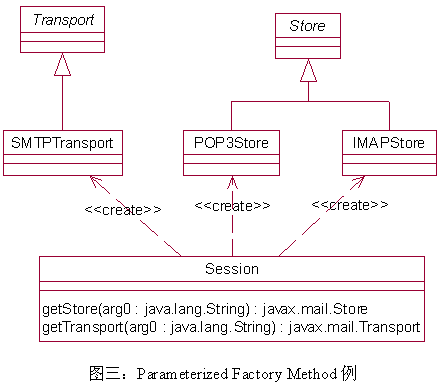 Transport
Store
SMTPTransport
POP3Store
IMAPStore
<<create>>
<<create>>
<<create>>
Session
getStore(arg0 : java.lang.String) : javax.mail.Store
getTransport(arg0 : java.lang.String) : javax.mail.Transport
图三：Parameterized Factory Method 例